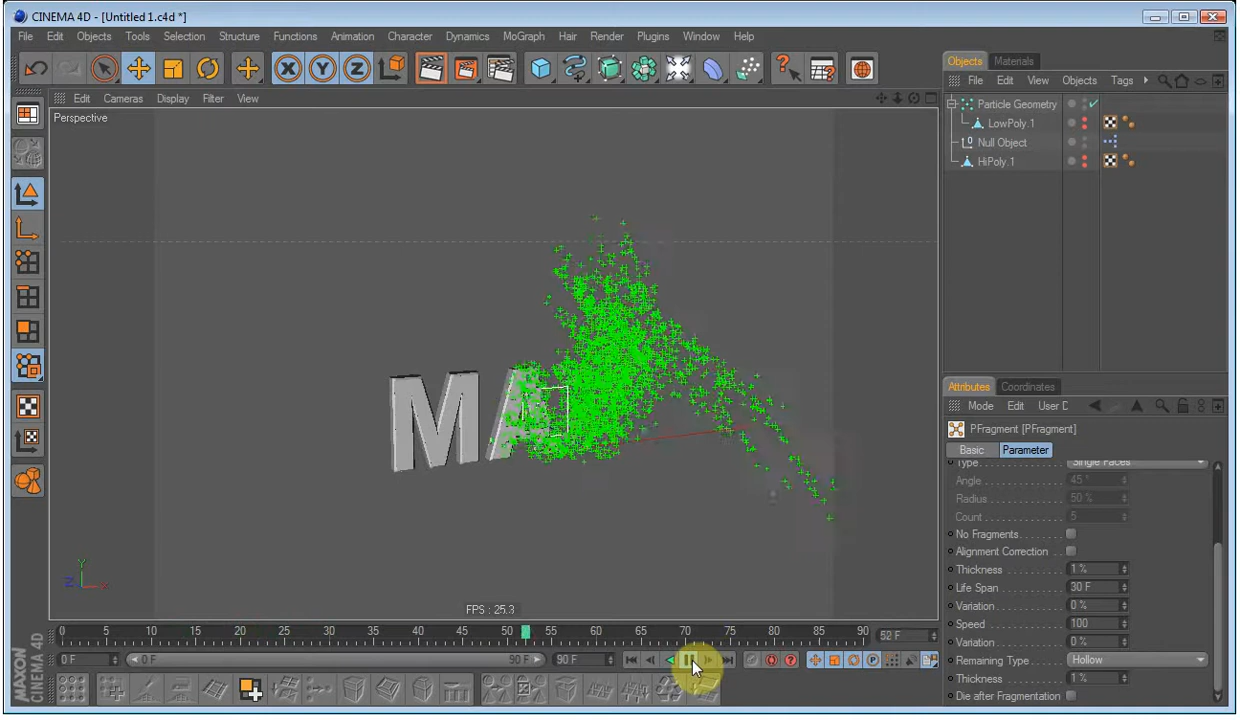 CINEMA 4D - [Untitled 1.c4d *]
File Edit Objects Tools Selection Structure Functions Animation Character Dynamics MoGraph Hair Render Plugins Window Help
Objects Materials
File Edit View Objects Tags
Edit Cameras Display Filter View
Perspective
Particle Geometry
LowPoly.1
Null Object
HiPoly.1
MA
Attributes Coordinates
Mode Edit User D
PFragment [PFragment]
Basic Parameter
Type Single Faces
Angle 45 °
Radius 50 %
Count 5
No Fragments
Alignment Correction
Thickness 1 %
Life Span 30 F
Variation 0 %
Speed 100
Variation 0 %
Remaining Type Hollow
Thickness 1 %
Die after Fragmentation
Y
Z X
FPS : 25.3
0 5 10 15 20 25 30 35 40 45 50 55 60 65 70 75 80 85 90 52 F
0 F 0 F 90 F 90 F
MAXON
CINEMA 4D